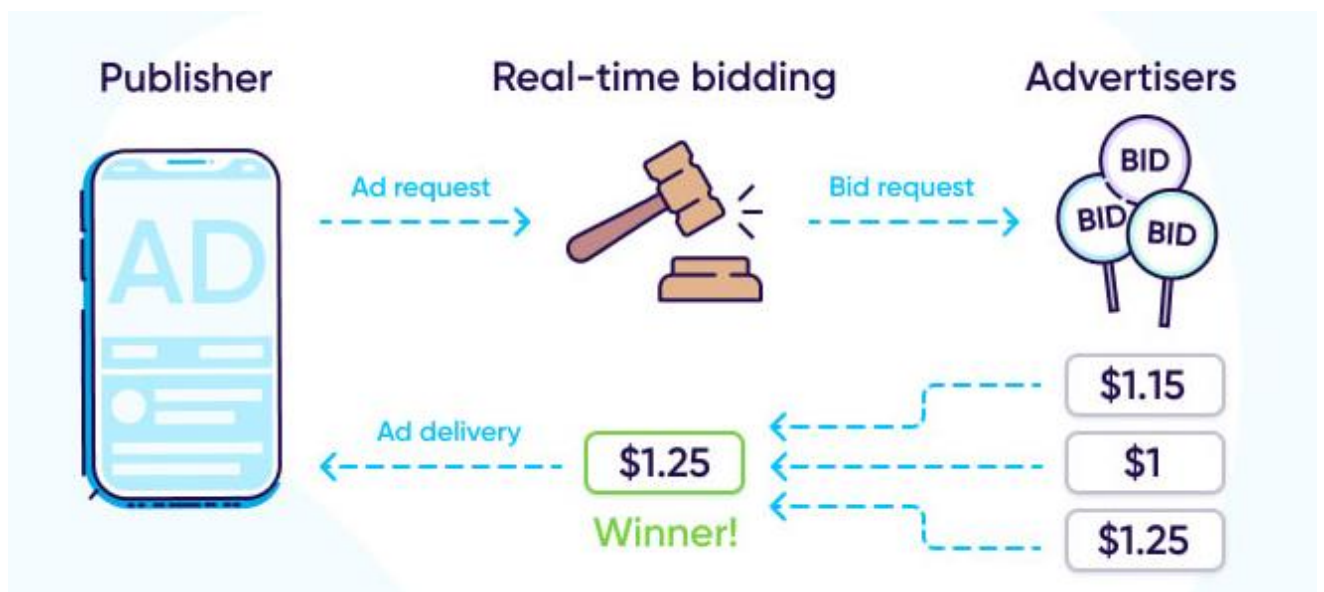 Publisher
Real-time bidding
Advertisers
AD
Ad request
Bid request
BID
BID
BID
$1.15
Ad delivery
$1.25
$1
Winner!
$1.25